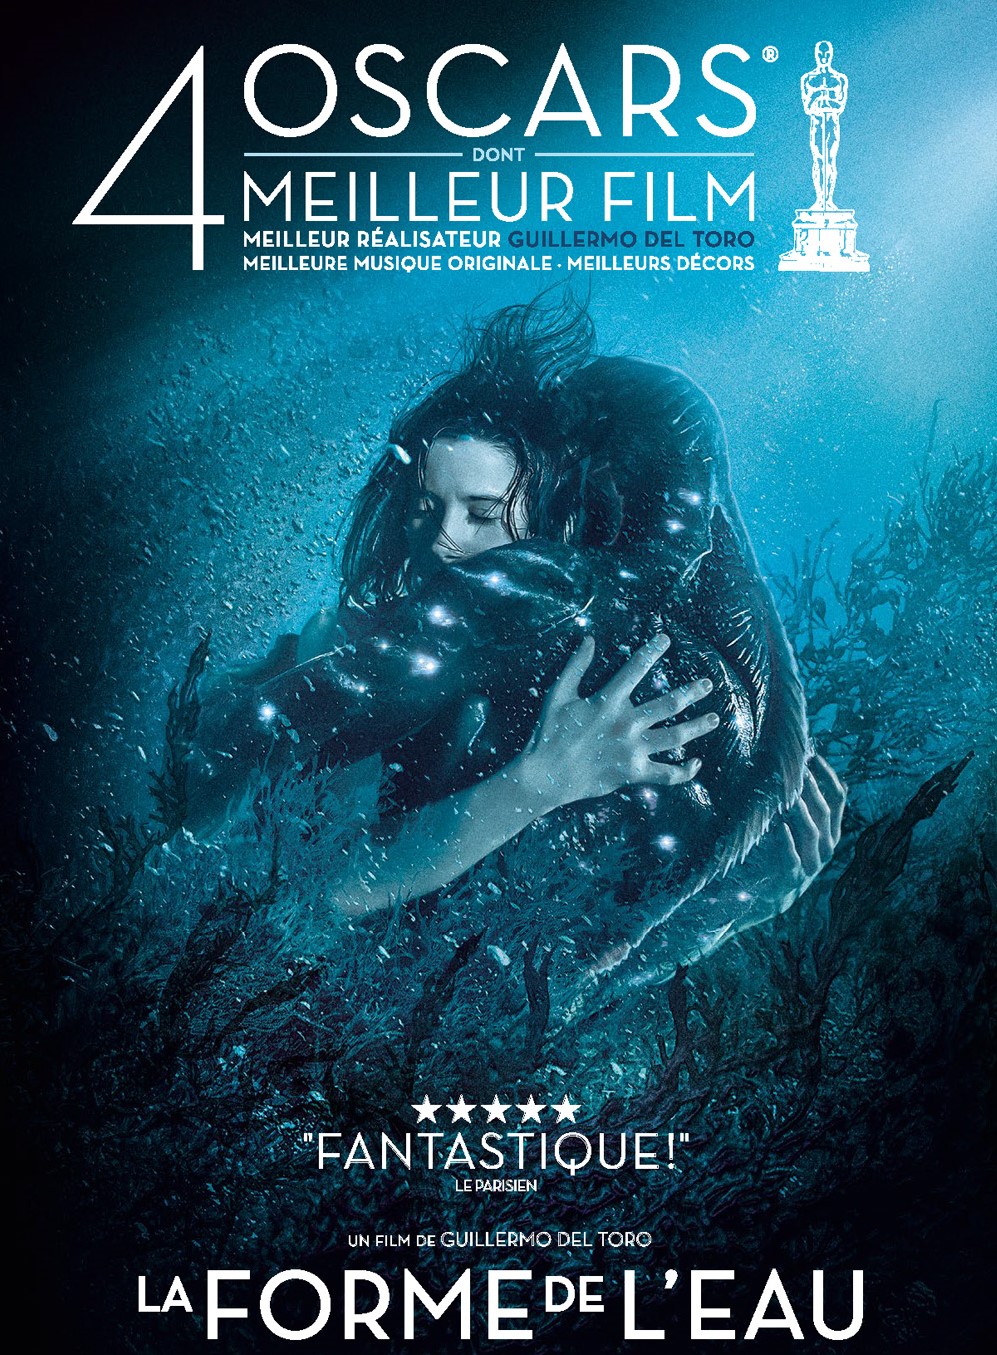 4 OSCARS®
DONT
MEILLEUR FILM
MEILLEUR RÉALISATEUR GUILLERMO DEL TORO
MEILLEURE MUSIQUE ORIGINALE · MEILLEURS DÉCORS
"FANTASTIQUE!"
LE PARISIEN
UN FILM DE GUILLERMO DEL TORO
LA FORME DE L'EAU